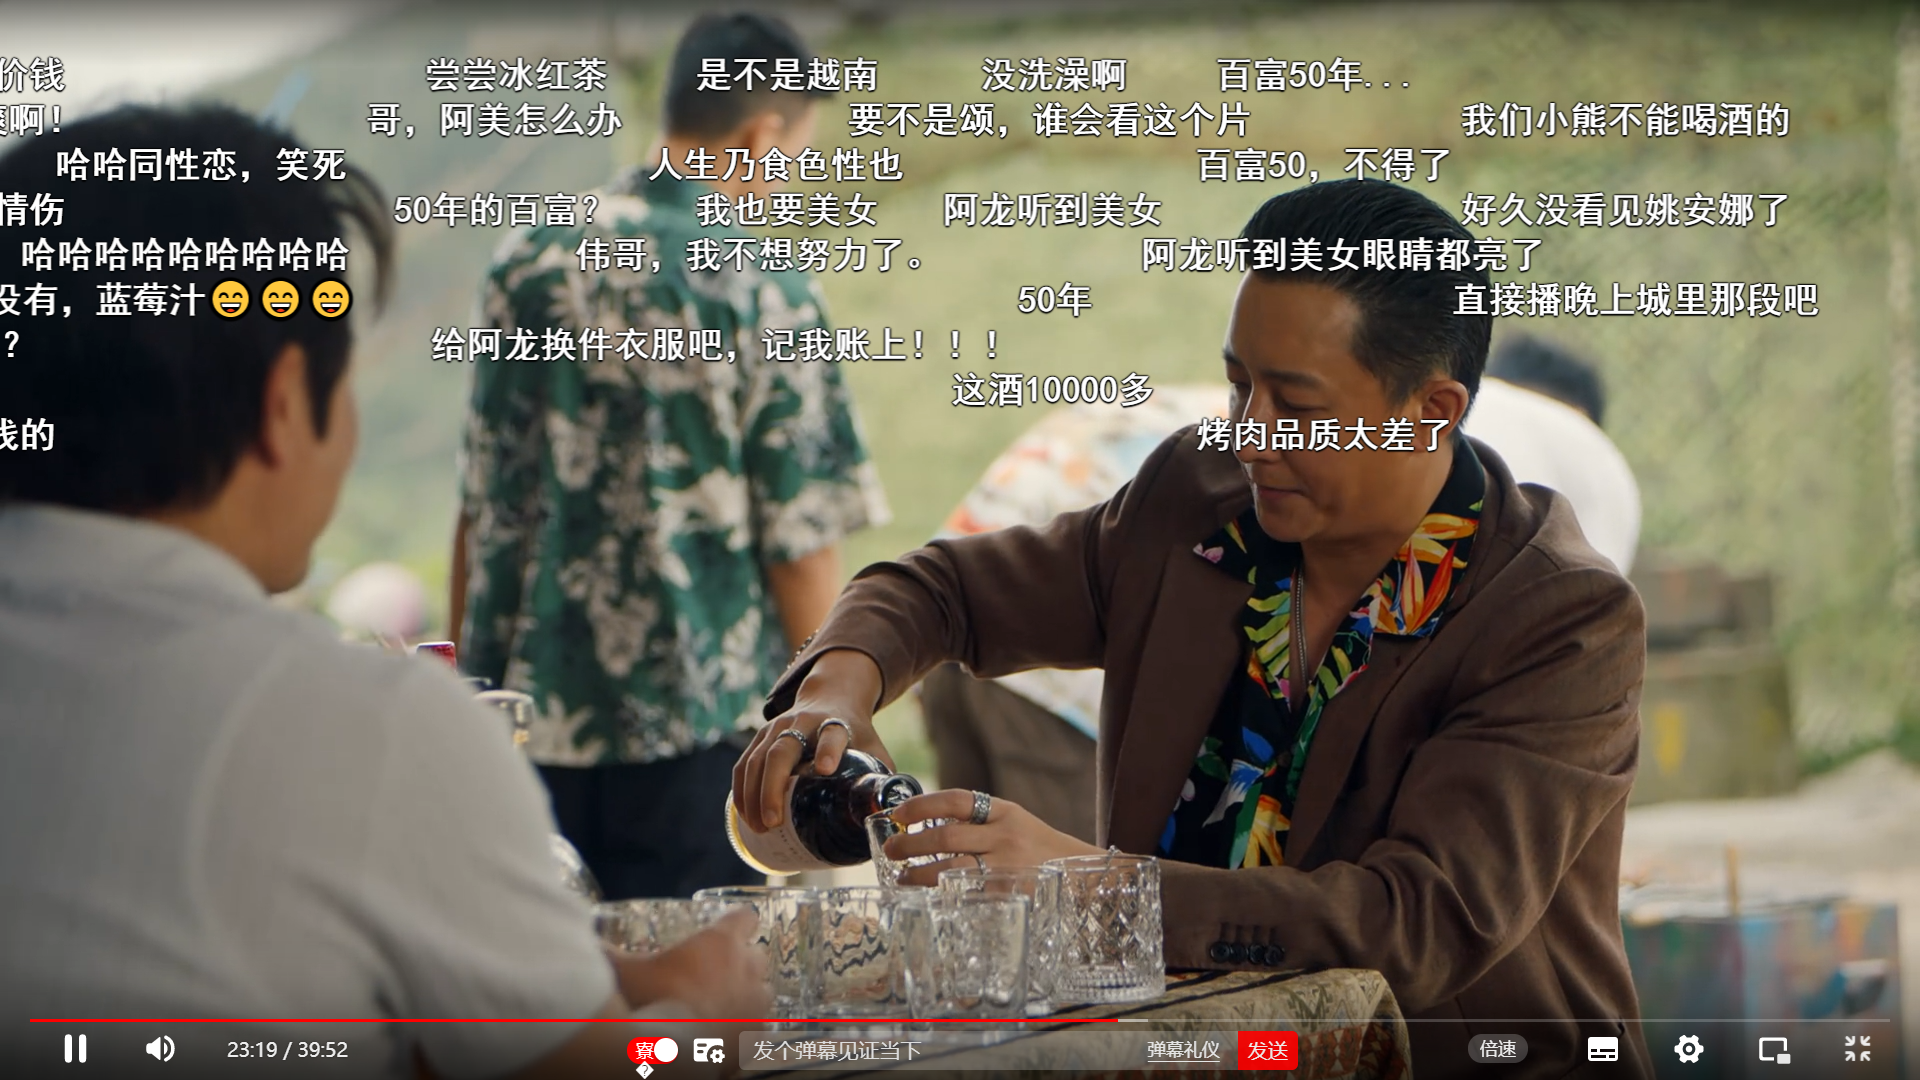 价钱 尝尝冰红茶 是不是越南 没洗澡啊 百富50年...
啊！ 哥，阿美怎么办 要不是颂，谁会看这个片 我们小熊不能喝酒的
哈哈同性恋，笑死 人生乃食色性也 百富50，不得了
情伤 50年的百富？ 我也要美女 阿龙听到美女 好久没看见姚安娜了
哈哈哈哈哈哈哈哈哈 伟哥，我不想努力了。 阿龙听到美女眼睛都亮了
没有，蓝莓汁😄😄😄 50年 直接播晚上城里那段吧
？ 给阿龙换件衣服吧，记我账上！！！
这酒10000多
钱的 烤肉品质太差了
23:19 / 39:52 发个弹幕见证当下 弹幕礼仪 发送 倍速